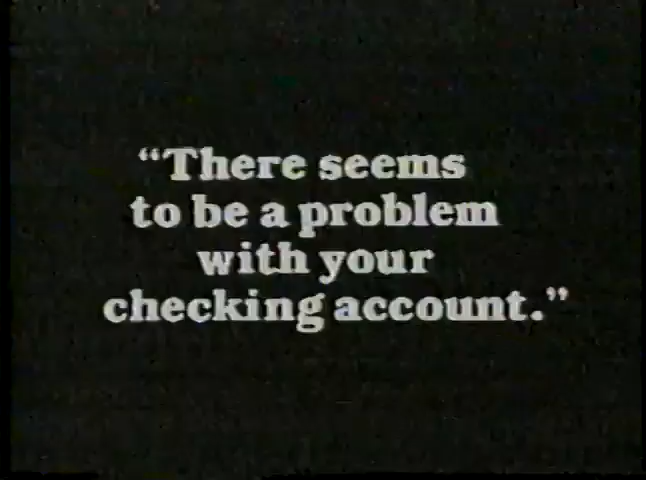 “There seems
to be a problem
with your
checking account.”